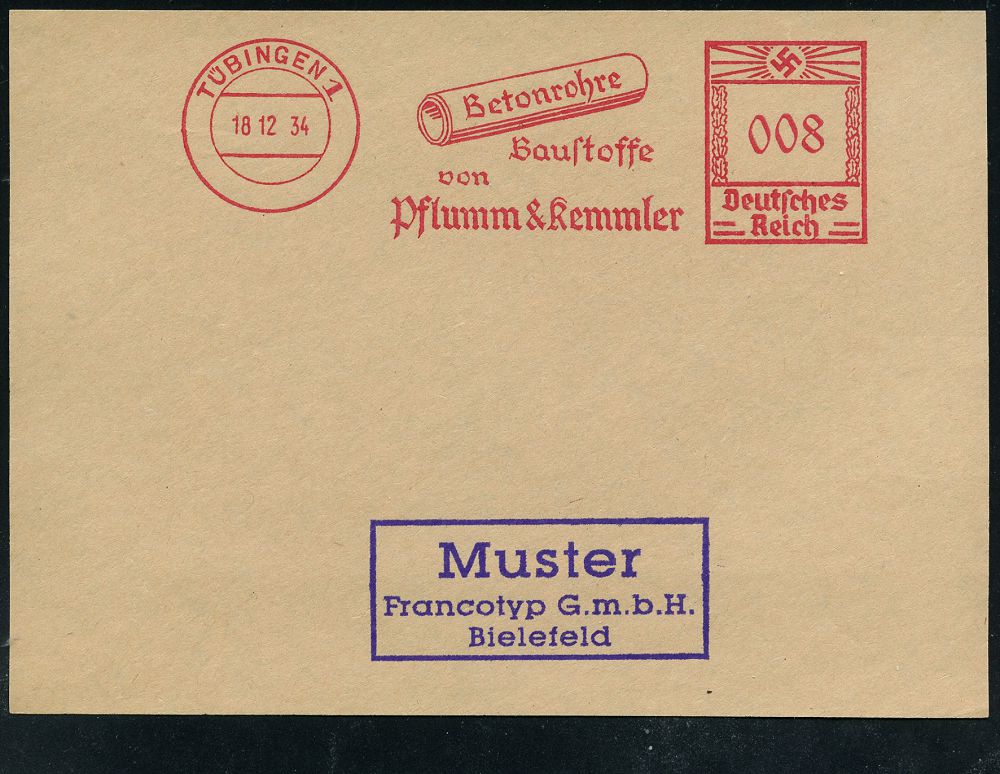 TÜBINGEN 1
18 12 34
Betonrohre
Bauſtoffe
von
Pflumm & Kemmler
008
Deutſches
Reich
Muster
Francotyp G.m.b.H.
Bielefeld